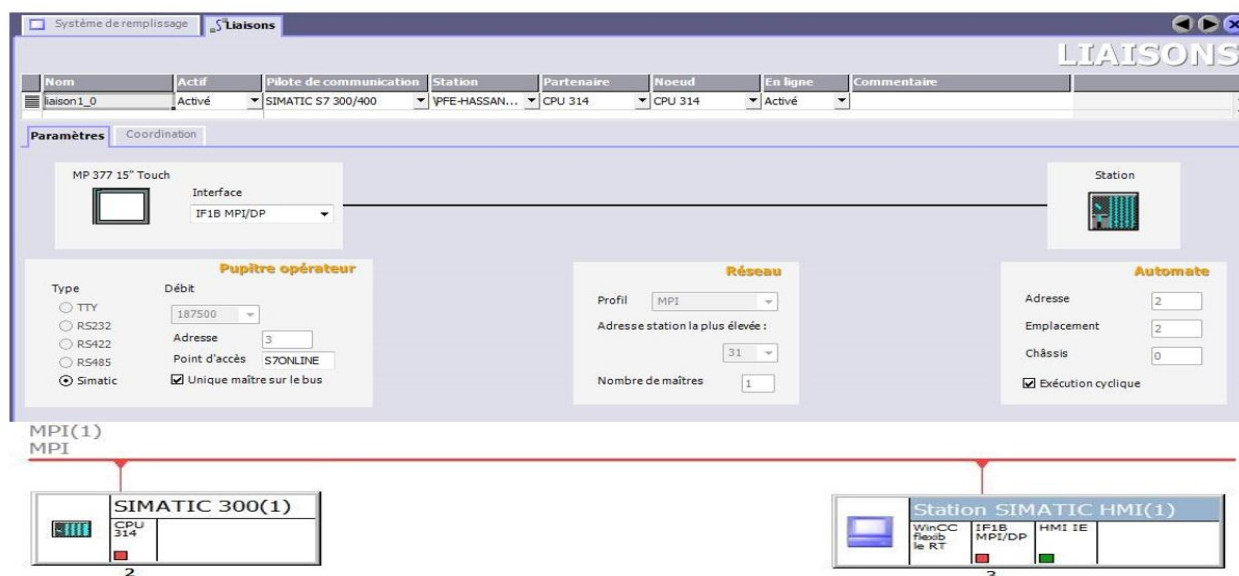 Système de remplissage
Liaisons
LIAISONS
Nom Actif Pilote de communication Station Partenaire Noeud En ligne Commentaire
liaison1_0 Activé SIMATIC S7 300/400 \PFE-HASSAN... CPU 314 CPU 314 Activé
Paramètres Coordination
MP 377 15" Touch
Interface
IF1B MPI/DP
Station
Pupitre opérateur
Type
TTY
RS232
RS422
RS485
Simatic
Débit
187500
Adresse 3
Point d'accès S7ONLINE
Unique maître sur le bus
Réseau
Profil MPI
Adresse station la plus élevée :
31
Nombre de maîtres 1
Automate
Adresse 2
Emplacement 2
Châssis 0
Exécution cyclique
MPI(1)
MPI
SIMATIC 300(1)
CPU
314
2
Station SIMATIC HMI(1)
WinCC
flexib
le RT
IF1B
MPI/DP
HMI IE
3